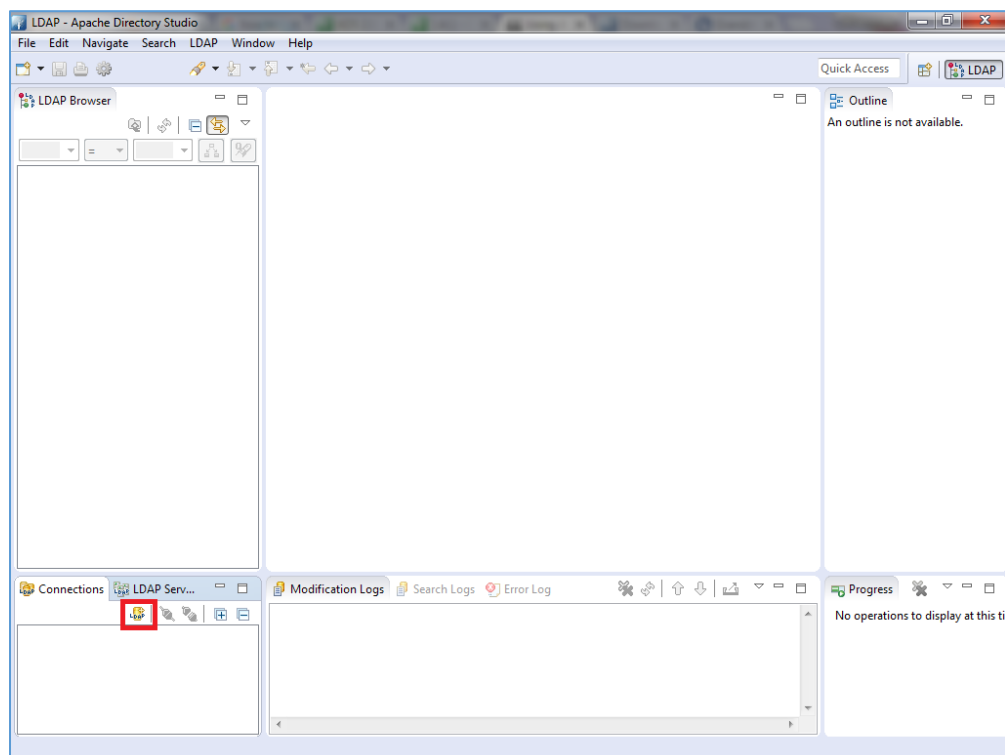 LDAP - Apache Directory Studio
File Edit Navigate Search LDAP Window Help
Quick Access LDAP
LDAP Browser
Outline
An outline is not available.
=
Connections LDAP Serv...
Modification Logs Search Logs Error Log
Progress
LDAP
No operations to display at this ti